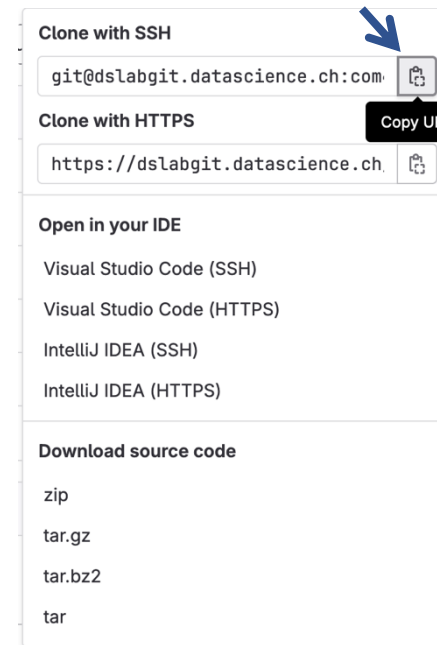 Clone with SSH
git@dslabgit.datascience.ch:com
Copy
Clone with HTTPS
https://dslabgit.datascience.ch
Open in your IDE
Visual Studio Code (SSH)
Visual Studio Code (HTTPS)
IntelliJ IDEA (SSH)
IntelliJ IDEA (HTTPS)
Download source code
zip
tar.gz
tar.bz2
tar